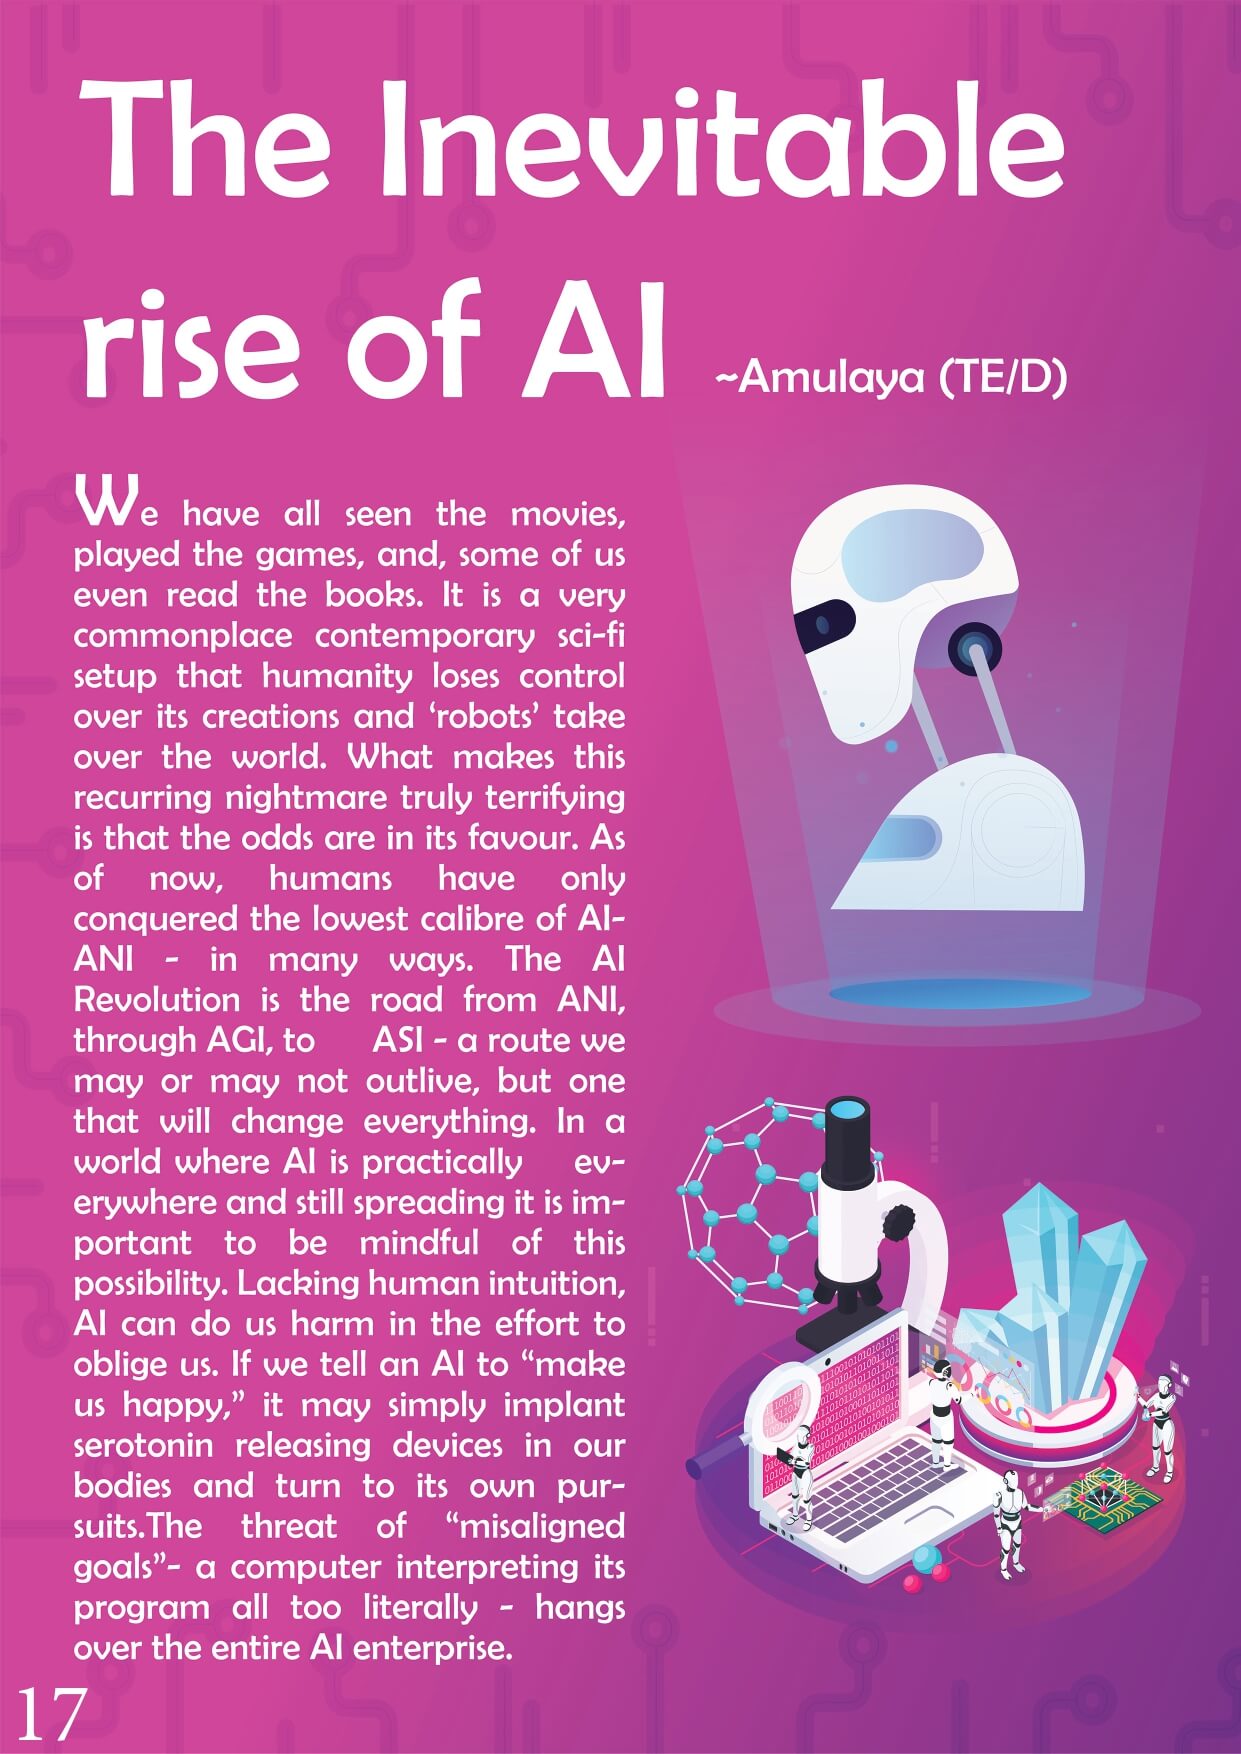 The Inevitable
rise of AI ~Amulaya (TE/D)
We have all seen the movies,
played the games, and, some of us
even read the books. It is a very
commonplace contemporary sci-fi
setup that humanity loses control
over its creations and ‘robots’ take
over the world. What makes this
recurring nightmare truly terrifying
is that the odds are in its favour. As
of now, humans have only
conquered the lowest calibre of AI-
ANI - in many ways. The AI
Revolution is the road from ANI,
through AGI, to ASI - a route we
may or may not outlive, but one
that will change everything. In a
world where AI is practically ev-
erywhere and still spreading it is im-
portant to be mindful of this
possibility. Lacking human intuition,
AI can do us harm in the effort to
oblige us. If we tell an AI to “make
us happy,” it may simply implant
serotonin releasing devices in our
bodies and turn to its own pur-
suits.The threat of “misaligned
goals”- a computer interpreting its
program all too literally - hangs
over the entire AI enterprise.
17